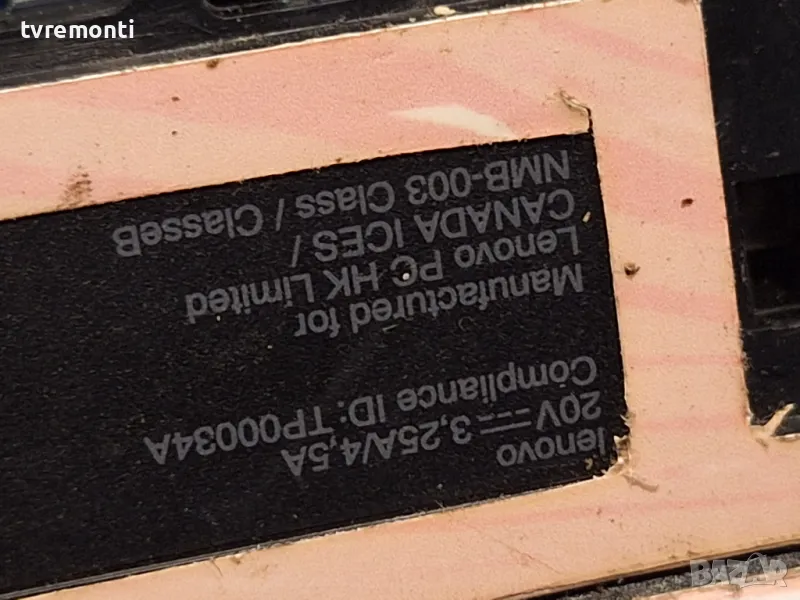 tvremonti
lenovo
20V⎓3,25A/4,5A
Compliance ID: TP00034A
Manufactured for
Lenovo PC HK Limited
CANADA ICES /
NMB-003 Class / ClasseB
BAZAR